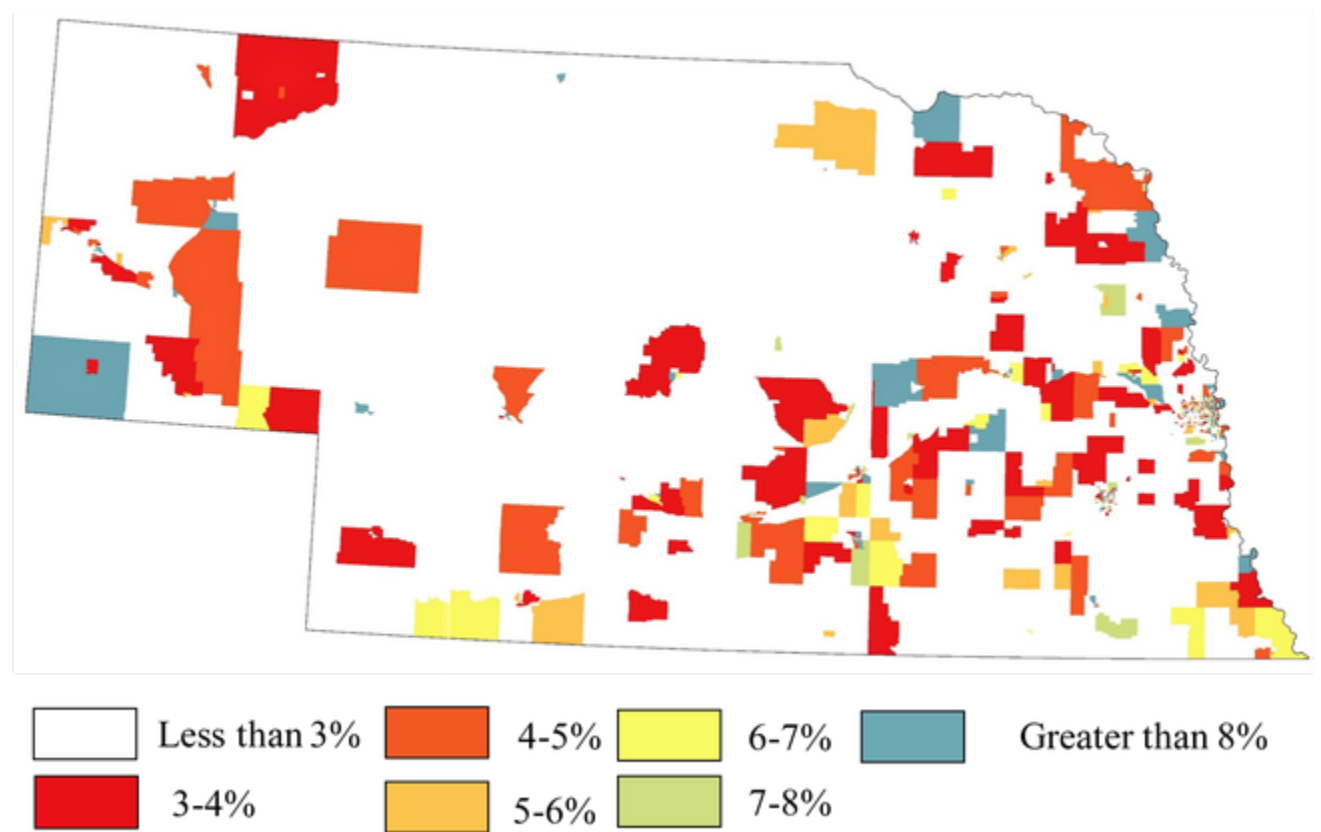 Less than 3%
4-5%
6-7%
Greater than 8%
3-4%
5-6%
7-8%